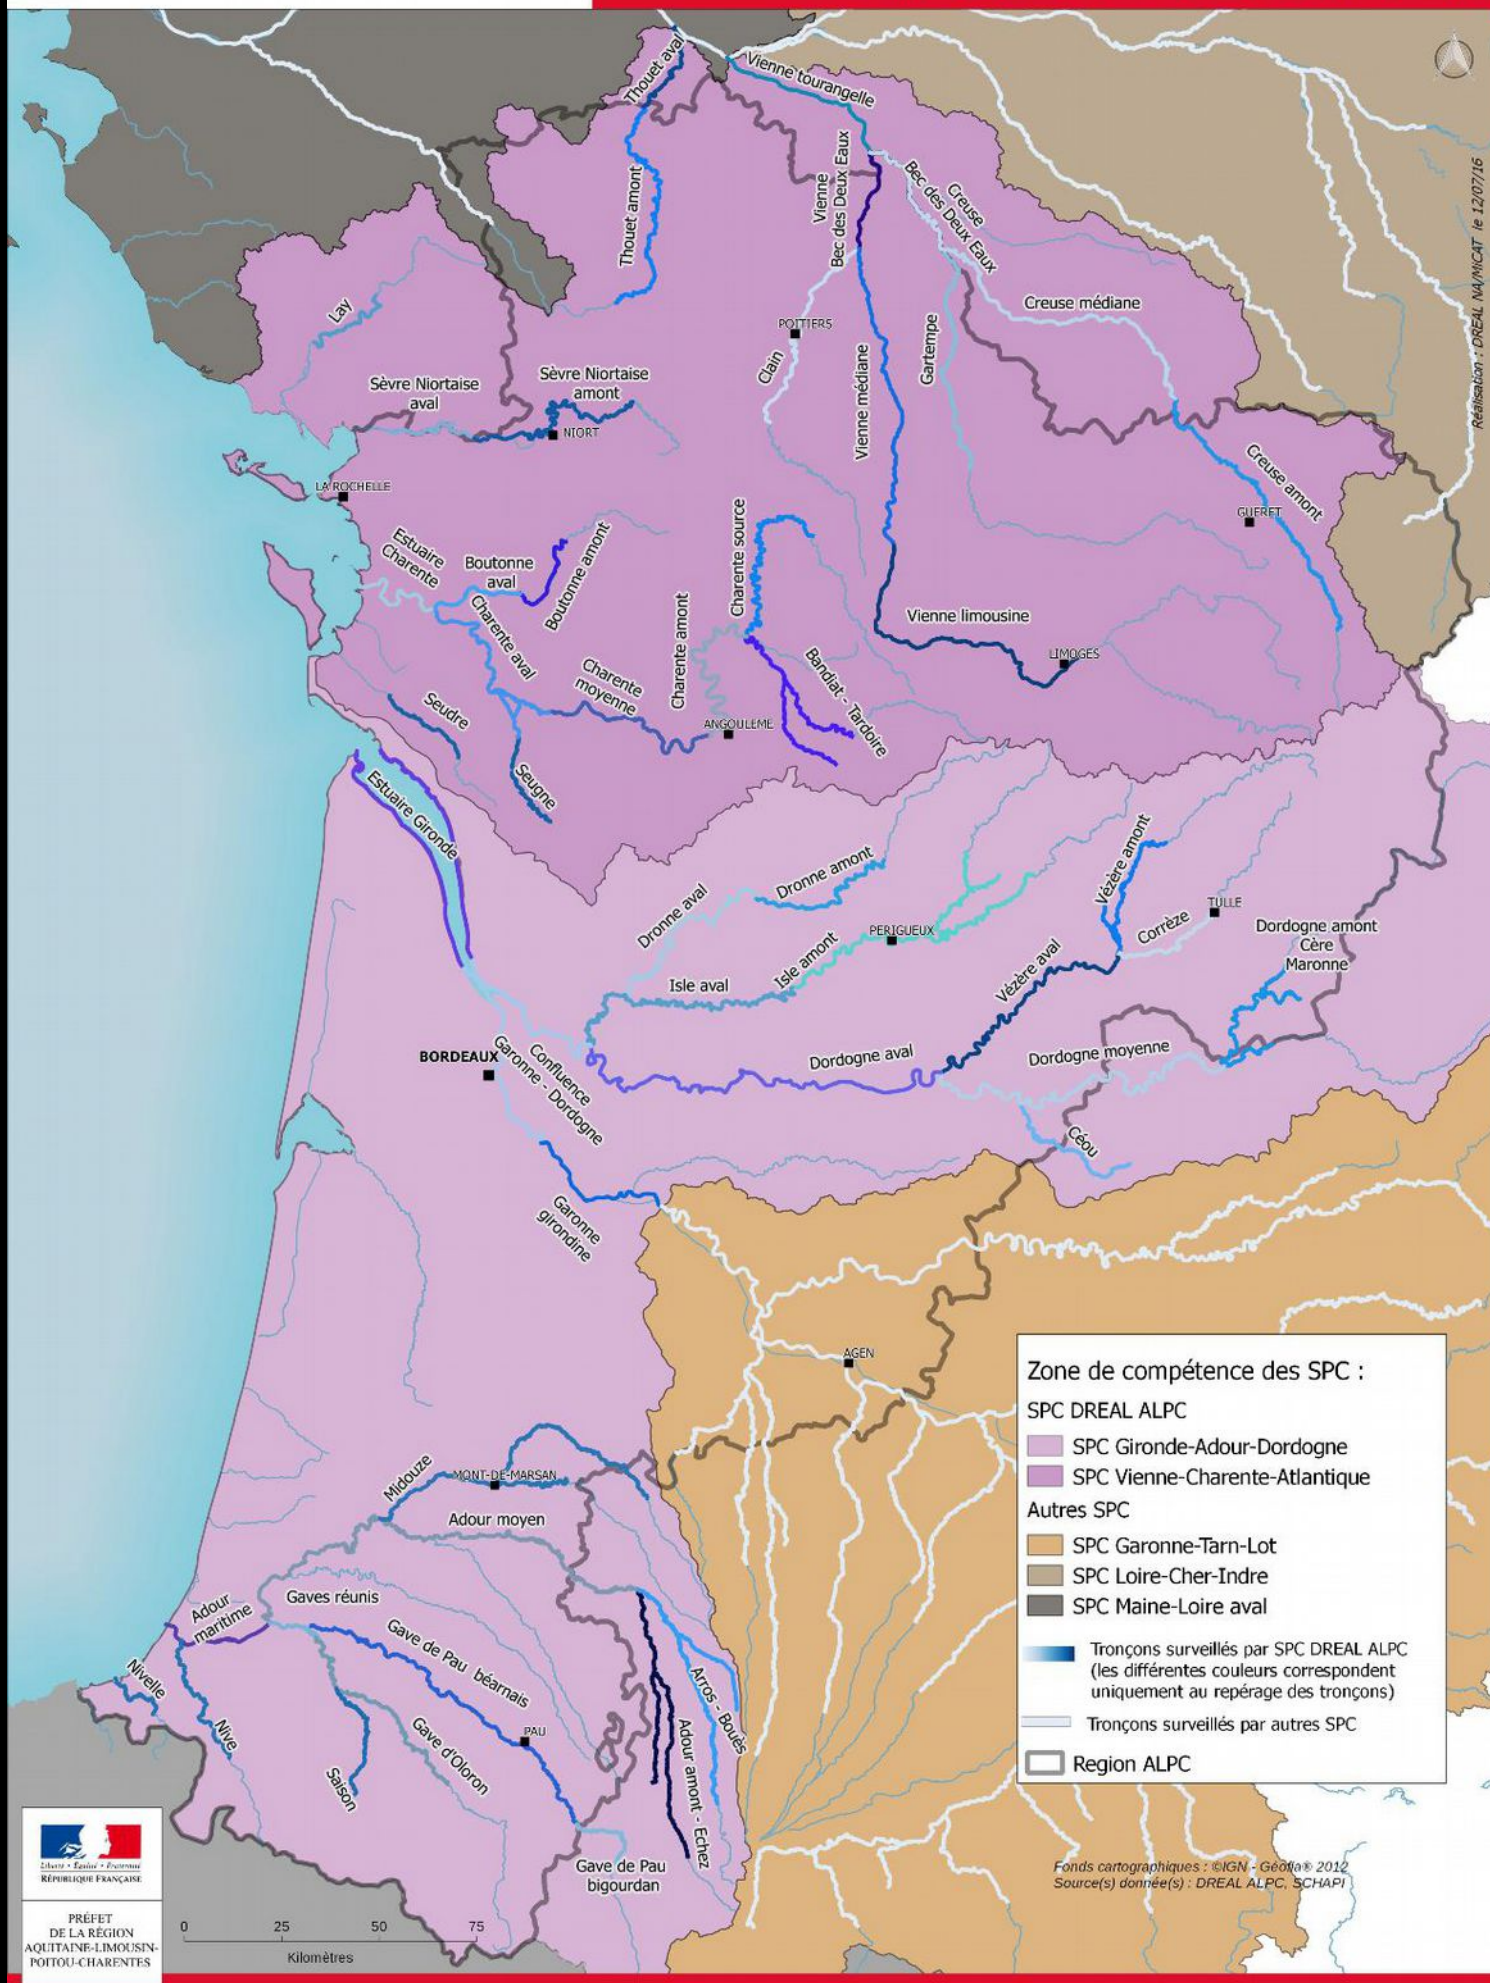 Thouet aval
Vienne tourangelle
Thouet amont
Vienne
Bec des Deux Eaux
Creuse
Bec des Deux Eaux
Réalisation : DREAL NA/MICAT le 12/07/16
Lay
POITIERS
Clain
Creuse médiane
Gartempe
Vienne médiane
Sèvre Niortaise
aval
Sèvre Niortaise
amont
NIORT
LA ROCHELLE
Creuse amont
GUERET
Estuaire
Charente
Boutonne
aval
Boutonne amont
Charente source
Charente aval
Charente amont
Vienne limousine
LIMOGES
Charente
moyenne
Bandiat - Tardoire
Seudre
ANGOULEME
Seugne
Estuaire Gironde
Dronne aval
Dronne amont
Vézère amont
TULLE
PERIGUEUX
Corrèze
Dordogne amont
Cère
Maronne
Isle aval
Isle amont
Vézère aval
BORDEAUX
Confluence
Garonne - Dordogne
Dordogne aval
Dordogne moyenne
Céou
Garonne
girondine
AGEN
Zone de compétence des SPC :
SPC DREAL ALPC
SPC Gironde-Adour-Dordogne
SPC Vienne-Charente-Atlantique
Autres SPC
SPC Garonne-Tarn-Lot
SPC Loire-Cher-Indre
SPC Maine-Loire aval
Tronçons surveillés par SPC DREAL ALPC
(les différentes couleurs correspondent
uniquement au repérage des tronçons)
Tronçons surveillés par autres SPC
Region ALPC
Midouze
MONT-DE-MARSAN
Adour moyen
Adour
maritime
Gaves réunis
Gave de Pau béarnais
Nivelle
Nive
Saison
Gave d'Oloron
PAU
Arros - Bouès
Adour amont - Echez
Gave de Pau
bigourdan
Liberté • Égalité • Fraternité
RÉPUBLIQUE FRANÇAISE
PRÉFET
DE LA RÉGION
AQUITAINE-LIMOUSIN-
POITOU-CHARENTES
0 25 50 75
Kilomètres
Fonds cartographiques : ©IGN - Géofla® 2012
Source(s) donnée(s) : DREAL ALPC, SCHAPI